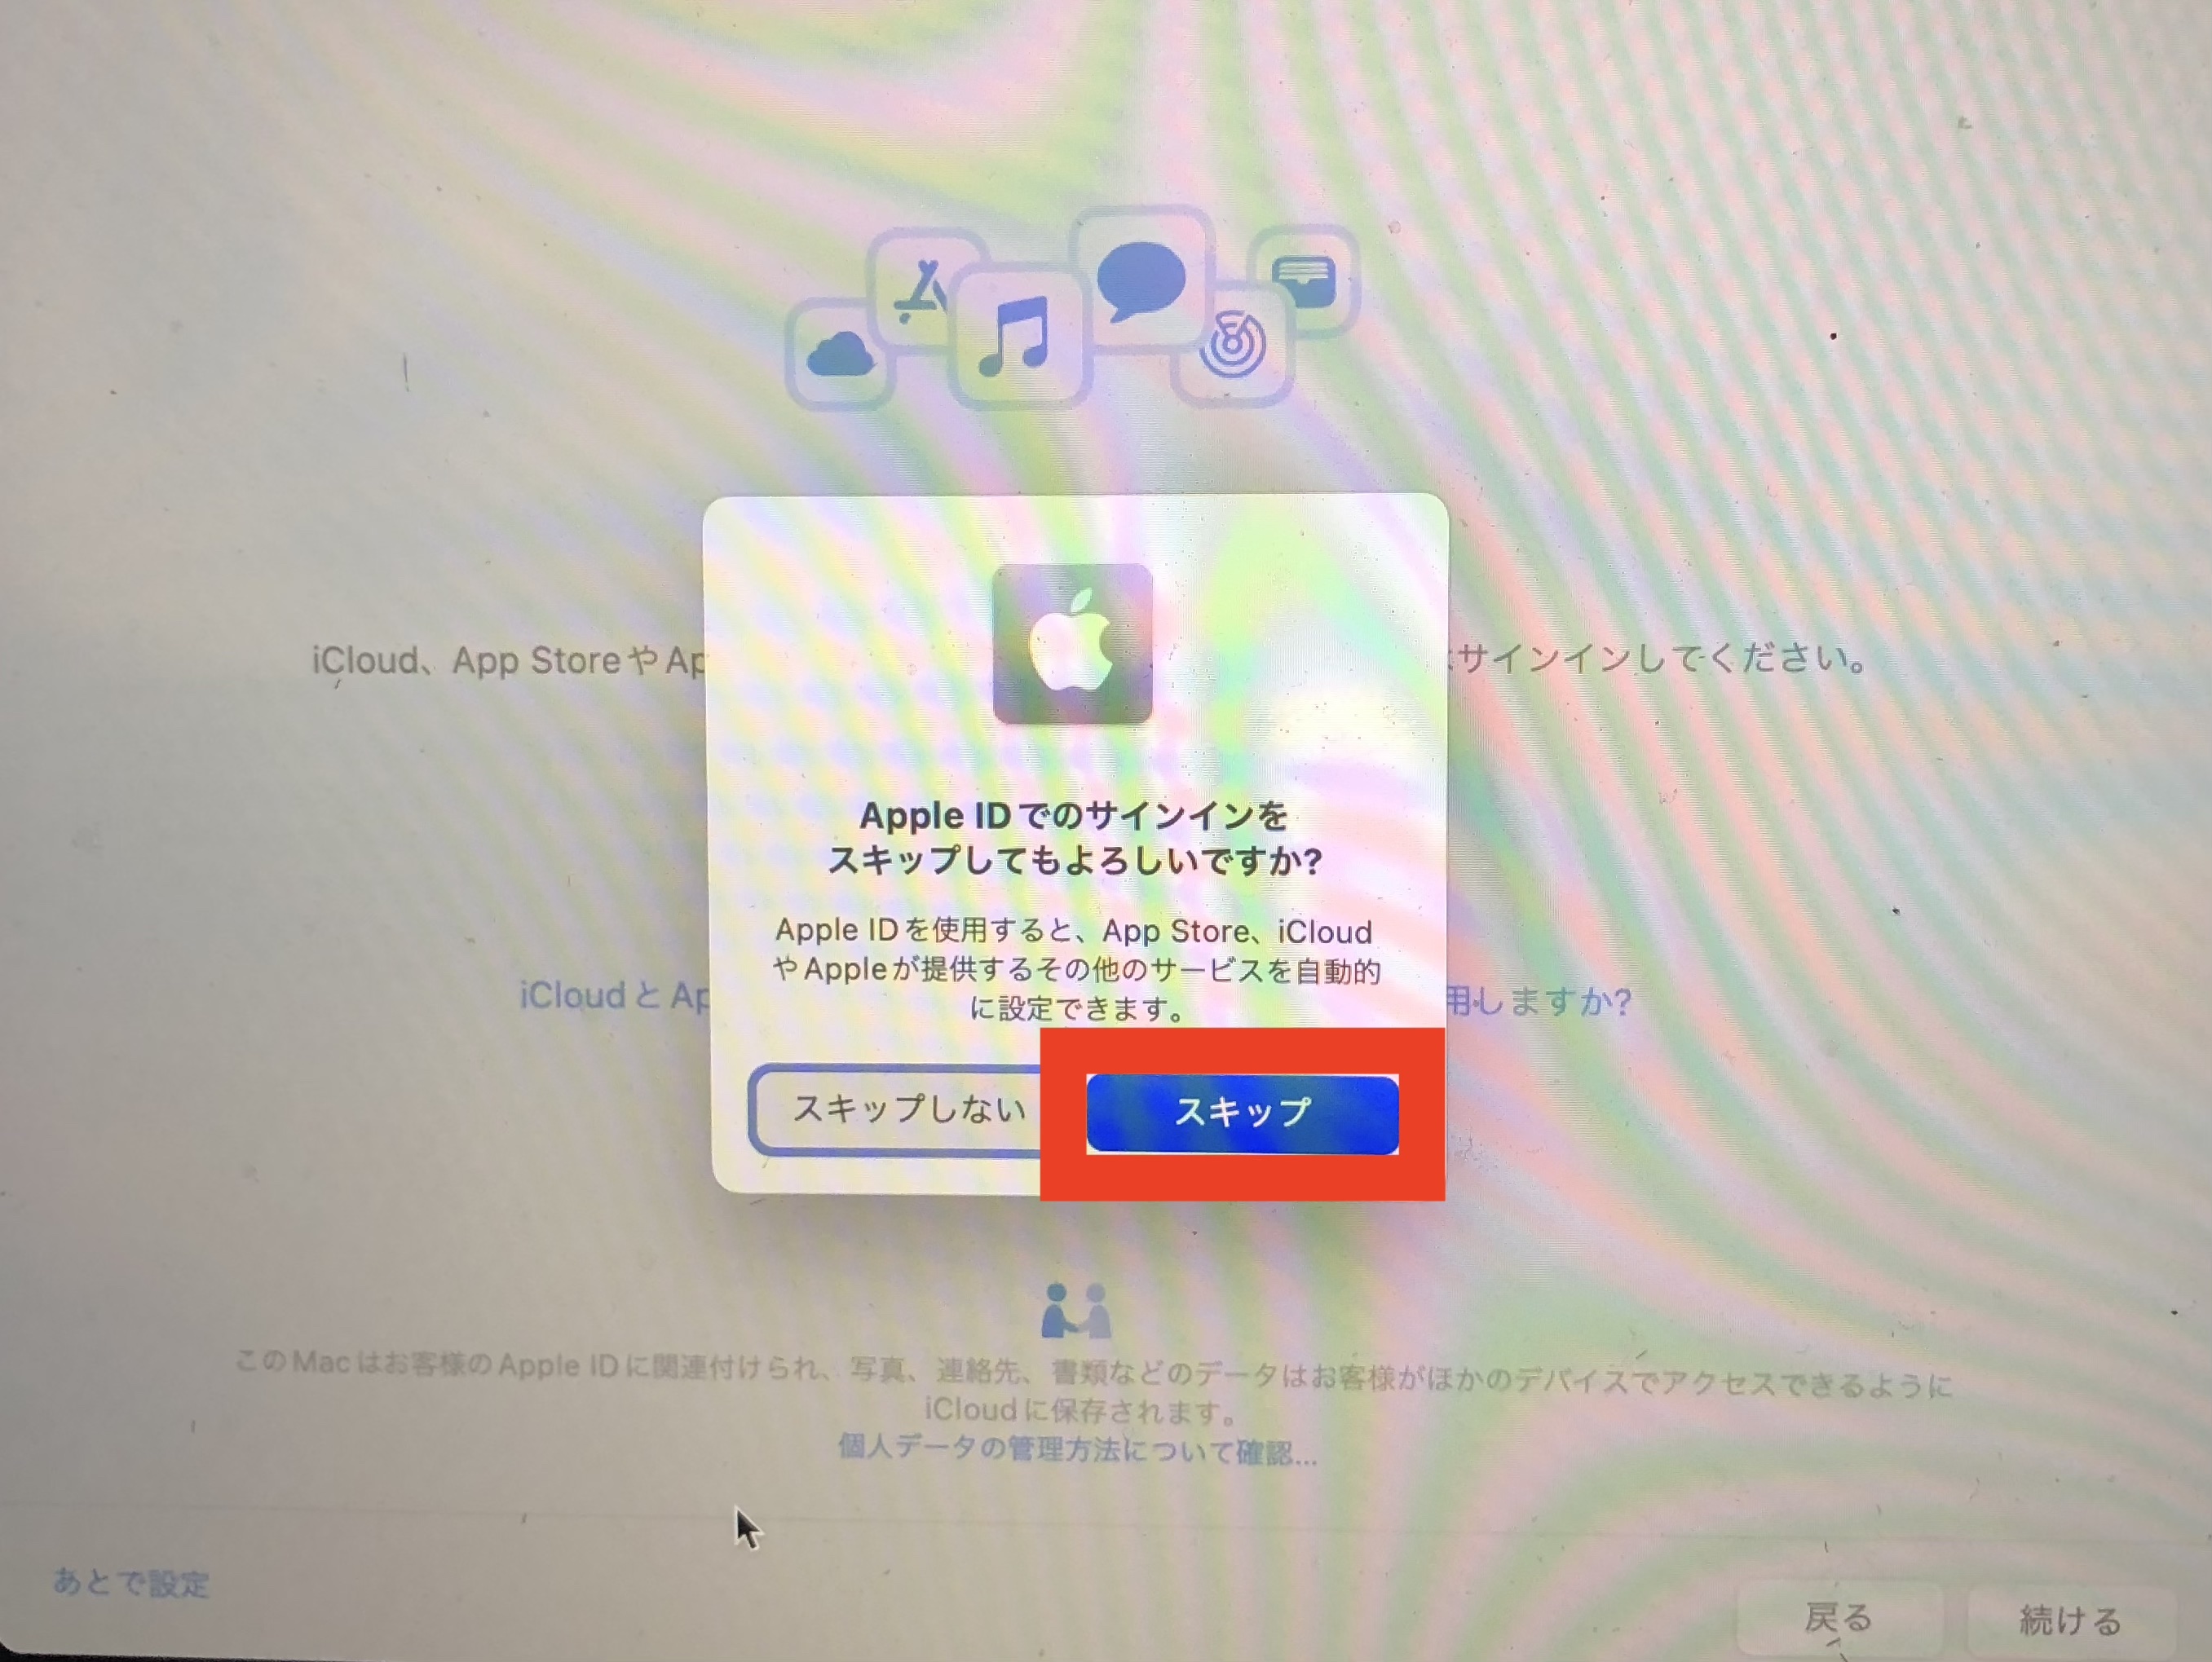 iCloud、App StoreやAp
サインインしてください。
Apple IDでのサインインを
スキップしてもよろしいですか?
Apple IDを使用すると、App Store、iCloud
やAppleが提供するその他のサービスを自動的
に設定できます。
iCloudとAp
用しますか?
スキップしない
スキップ
このMacはお客様のApple IDに関連付けられ、写真、連絡先、書類などのデータはお客様がほかのデバイスでアクセスできるように
iCloudに保存されます。
個人データの管理方法について確認...
あとで設定
戻る
続ける